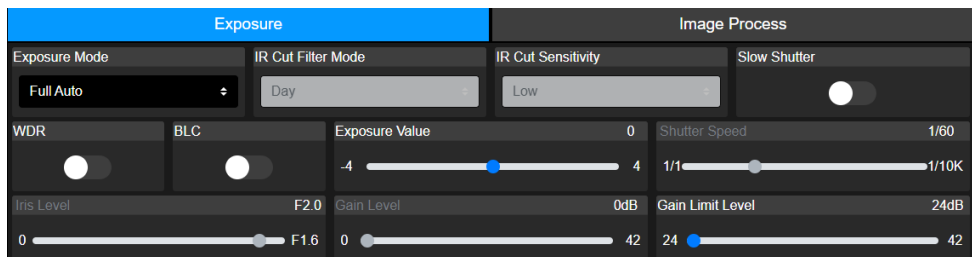 Exposure
Image Process
Exposure Mode
IR Cut Filter Mode
IR Cut Sensitivity
Slow Shutter
Full Auto
Day
Low
WDR
BLC
Exposure Value 0
Shutter Speed 1/60
-4 4
1/1 1/10K
Iris Level F2.0
Gain Level 0dB
Gain Limit Level 24dB
0 F1.6
0 42
24 42